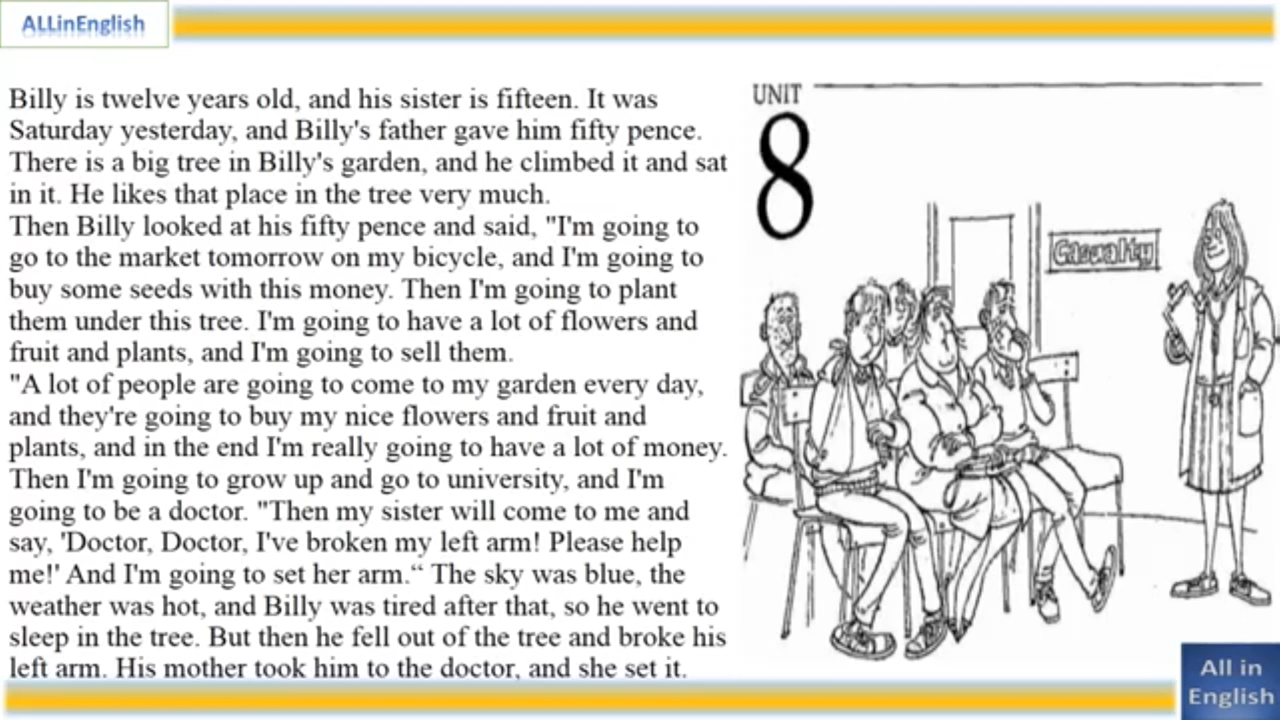 ALLinEnglish
Billy is twelve years old, and his sister is fifteen. It was
Saturday yesterday, and Billy's father gave him fifty pence.
There is a big tree in Billy's garden, and he climbed it and sat
in it. He likes that place in the tree very much.
Then Billy looked at his fifty pence and said, "I'm going to
go to the market tomorrow on my bicycle, and I'm going to
buy some seeds with this money. Then I'm going to plant
them under this tree. I'm going to have a lot of flowers and
fruit and plants, and I'm going to sell them.
"A lot of people are going to come to my garden every day,
and they're going to buy my nice flowers and fruit and
plants, and in the end I'm really going to have a lot of money.
Then I'm going to grow up and go to university, and I'm
going to be a doctor. "Then my sister will come to me and
say, 'Doctor, Doctor, I've broken my left arm! Please help
me!' And I'm going to set her arm.“ The sky was blue, the
weather was hot, and Billy was tired after that, so he went to
sleep in the tree. But then he fell out of the tree and broke his
left arm. His mother took him to the doctor, and she set it.
UNIT
8
Casualty
All in
English